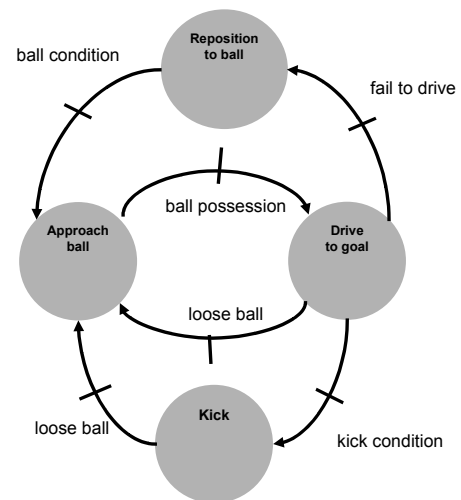 Reposition
to ball
ball condition
fail to drive
ball possession
Approach
ball
Drive
to goal
loose ball
Kick
loose ball
kick condition